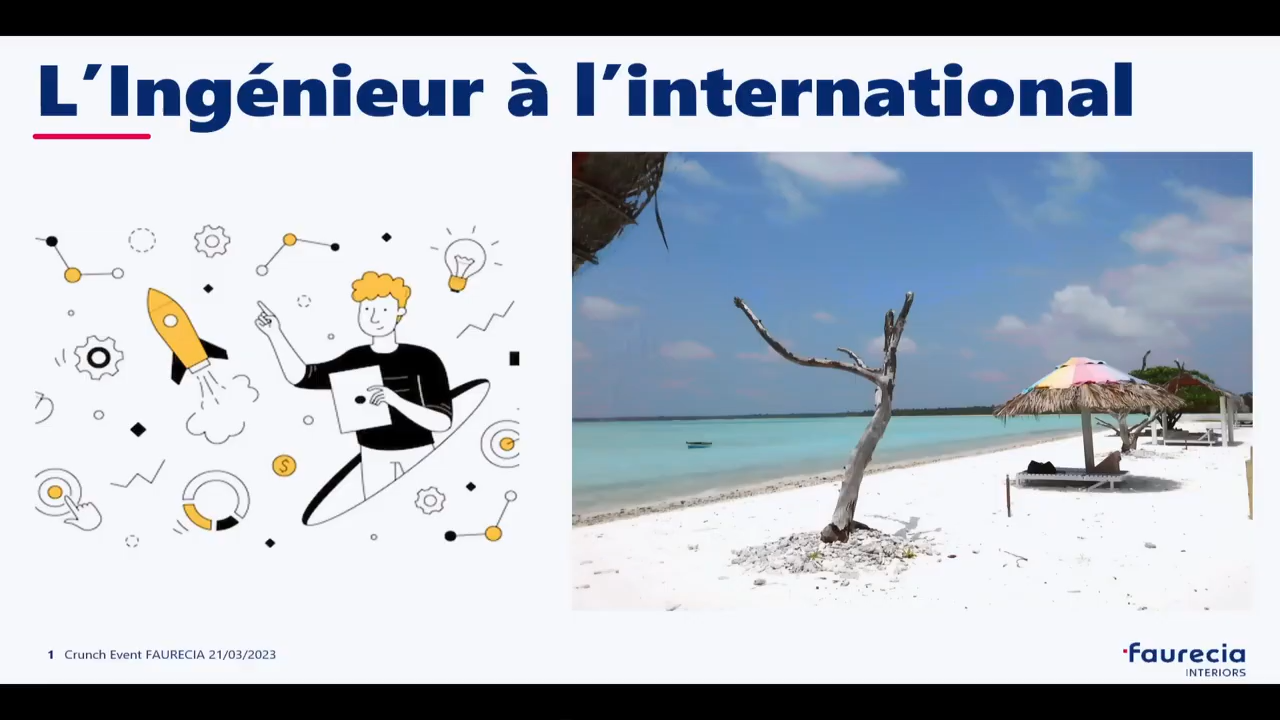 L’Ingénieur à l’international
$
1 Crunch Event FAURECIA 21/03/2023
faurecia
INTERIORS